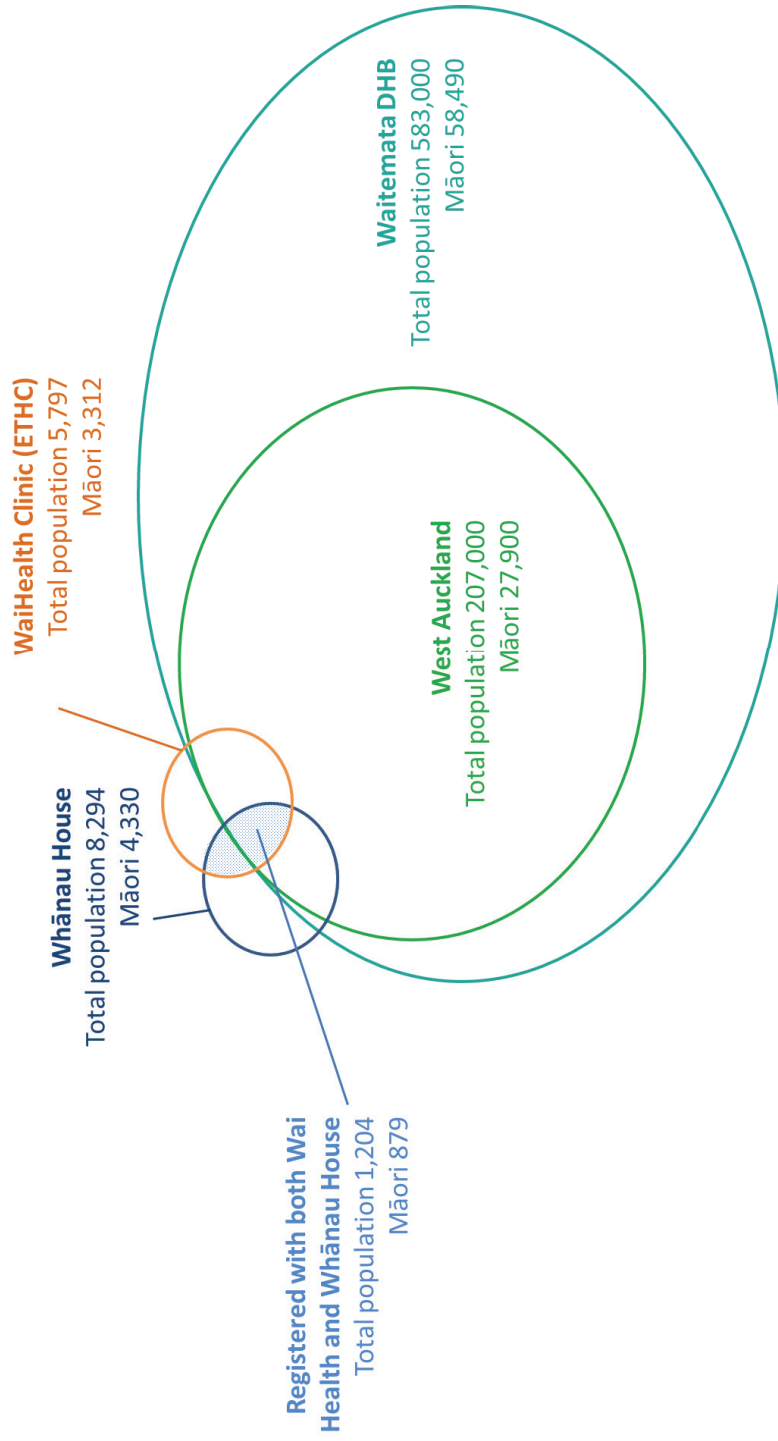 WaiHealth Clinic (ETHC)
Total population 5,797
Māori 3,312
Whānau House
Total population 8,294
Māori 4,330
Registered with both Wai
Health and Whānau House
Total population 1,204
Māori 879
West Auckland
Total population 207,000
Māori 27,900
Waitemata DHB
Total population 583,000
Māori 58,490